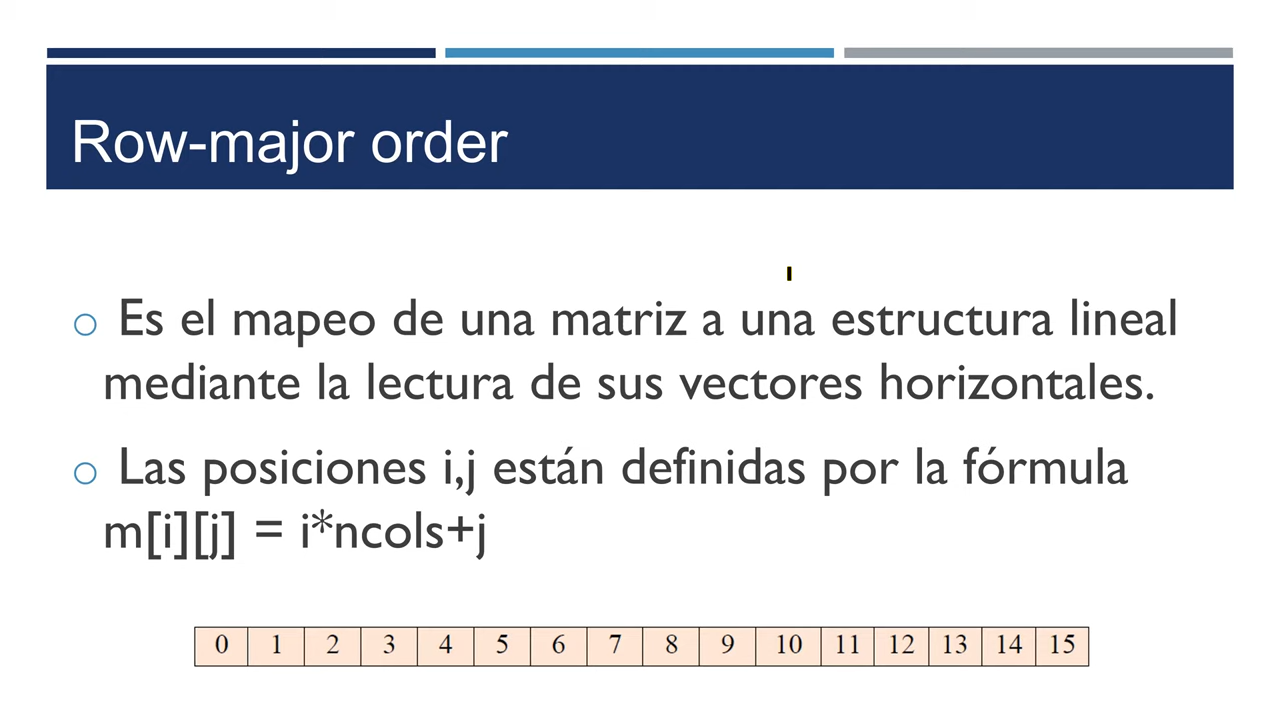 Row-major order
Es el mapeo de una matriz a una estructura lineal
mediante la lectura de sus vectores horizontales.
Las posiciones i,j están definidas por la fórmula
m[i][j] = i*ncols+j
0 1 2 3 4 5 6 7 8 9 10 11 12 13 14 15